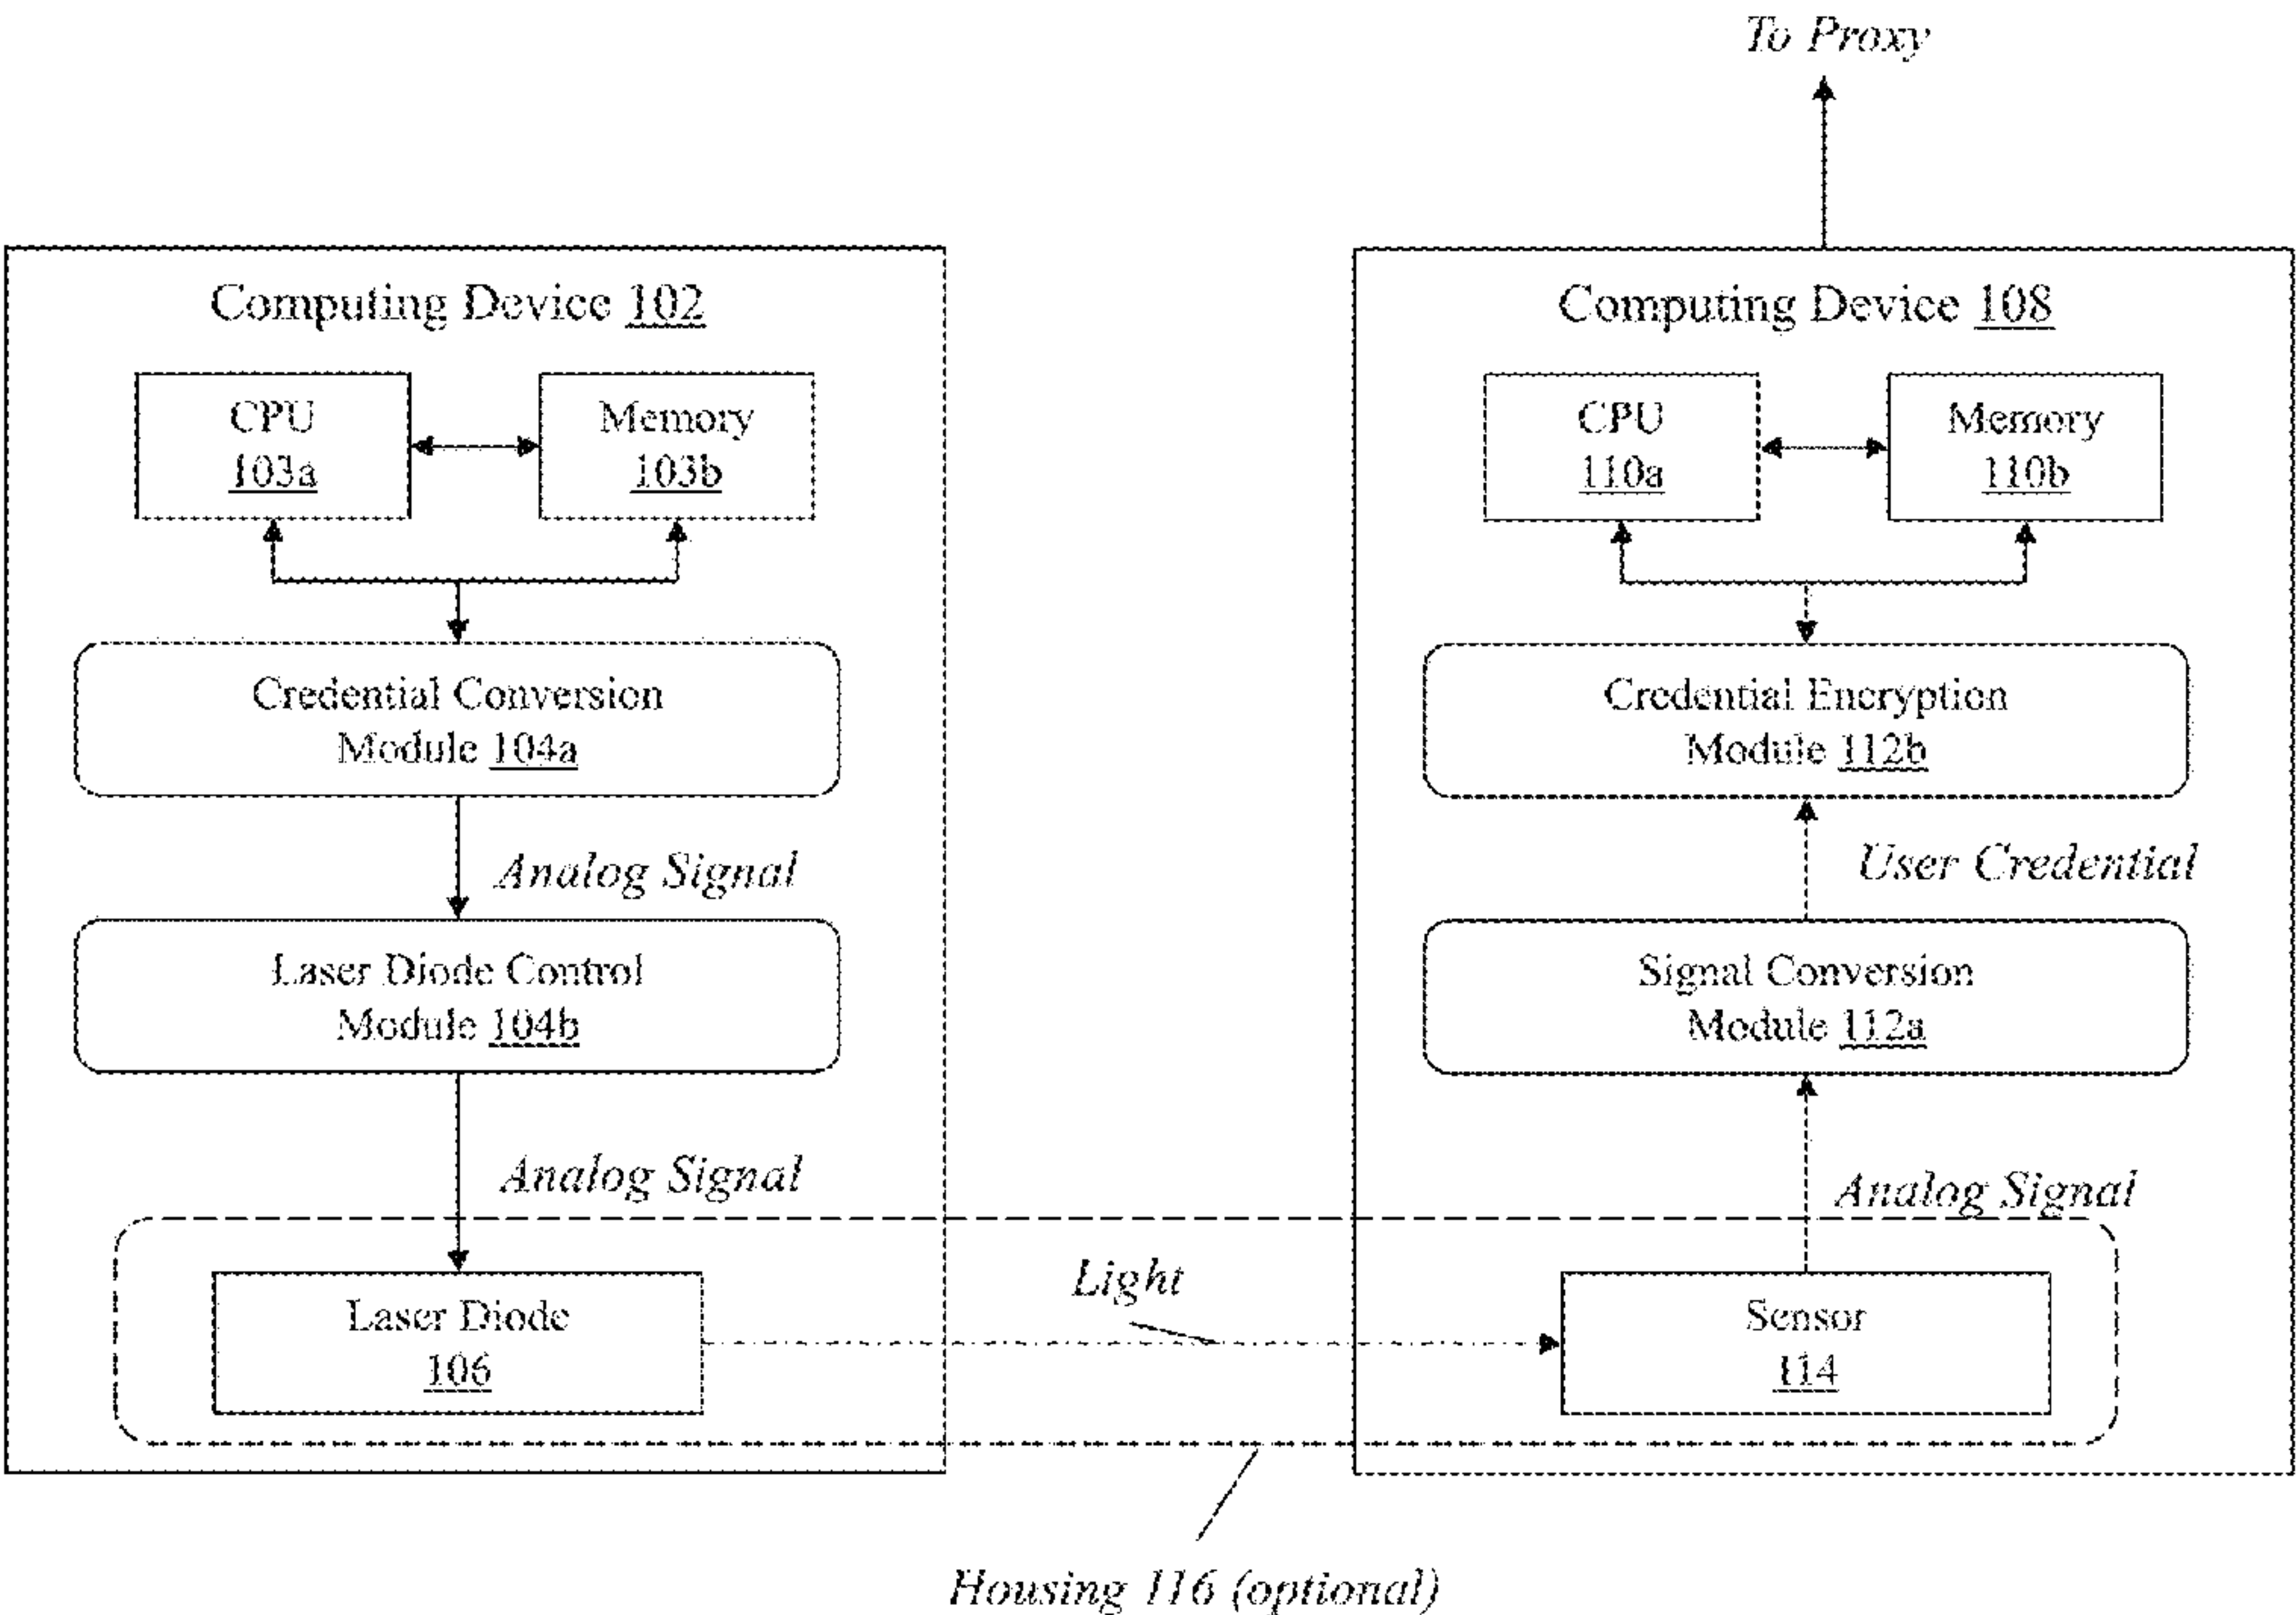 To Proxy
Computing Device 102
CPU
103a
Memory
103b
Credential Conversion
Module 104a
Analog Signal
Laser Diode Control
Module 104b
Analog Signal
Laser Diode
106
Light
Computing Device 108
CPU
110a
Memory
110b
Credential Encryption
Module 112b
User Credential
Signal Conversion
Module 112a
Analog Signal
Sensor
114
Housing 116 (optional)